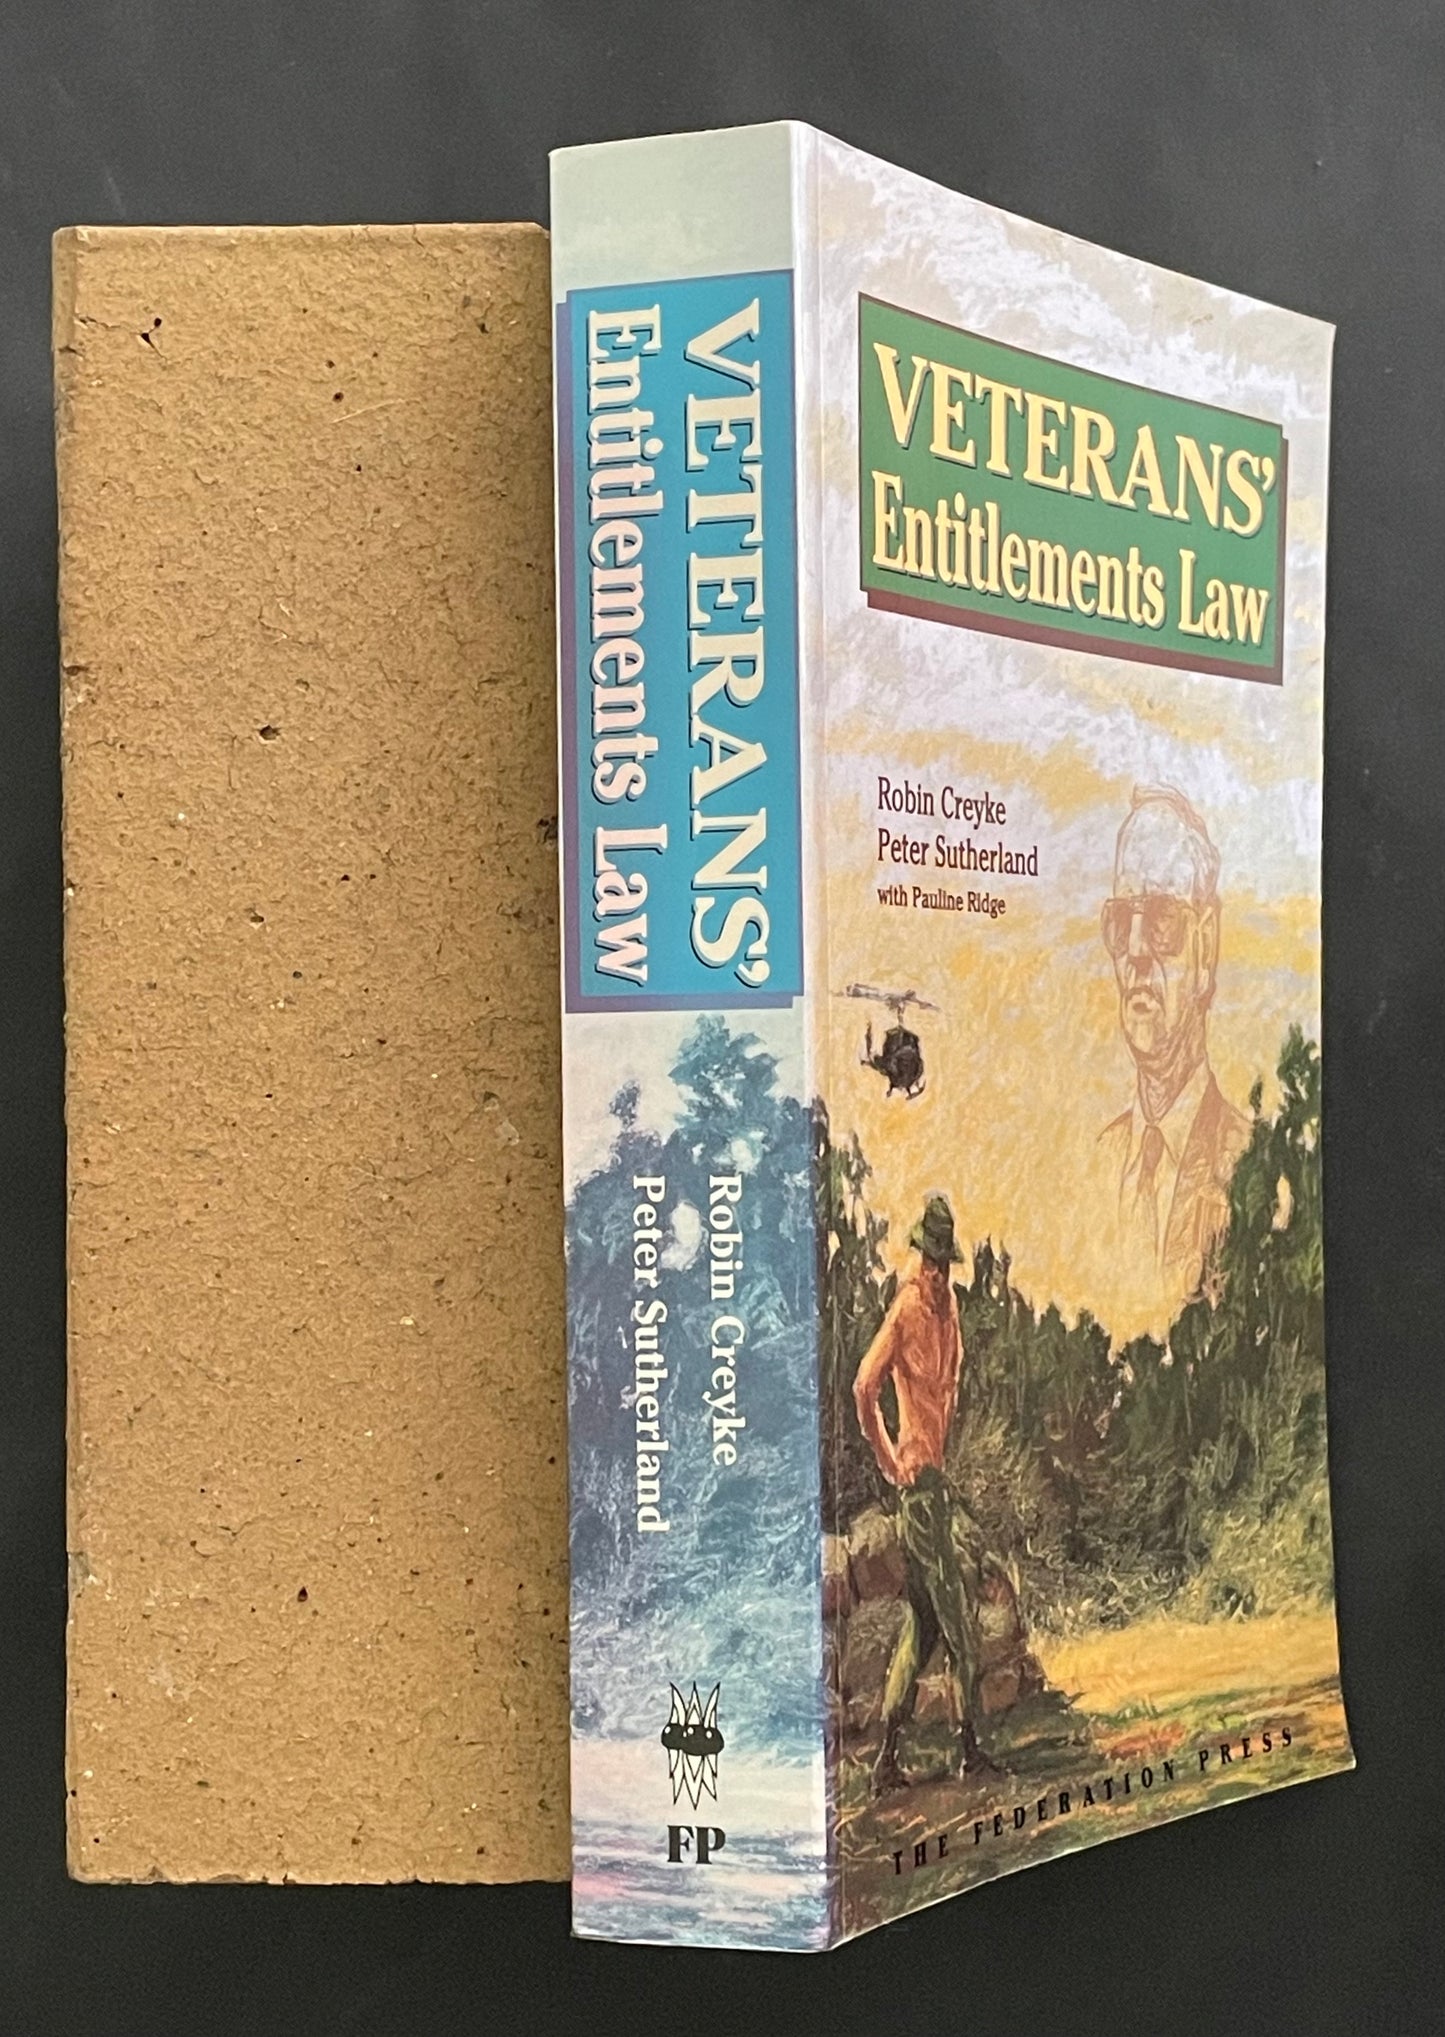 VETERANS'
Entitlements Law
Robin Creyke
Peter Sutherland
FP
VETERANS'
Entitlements Law
Robin Creyke
Peter Sutherland
with Pauline Ridge
THE FEDERATION PRESS